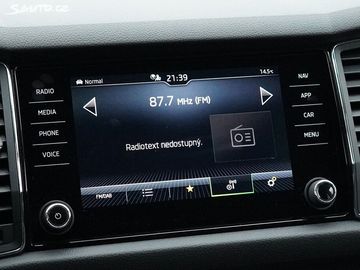 S AUTO.CZ
Normal
21:39
14.5°C
RADIO
MEDIA
PHONE
VOICE
87.7 MHz (FM)
Radiotext nedostupný.
FM/DAB
NAV
APP
CAR
MENU